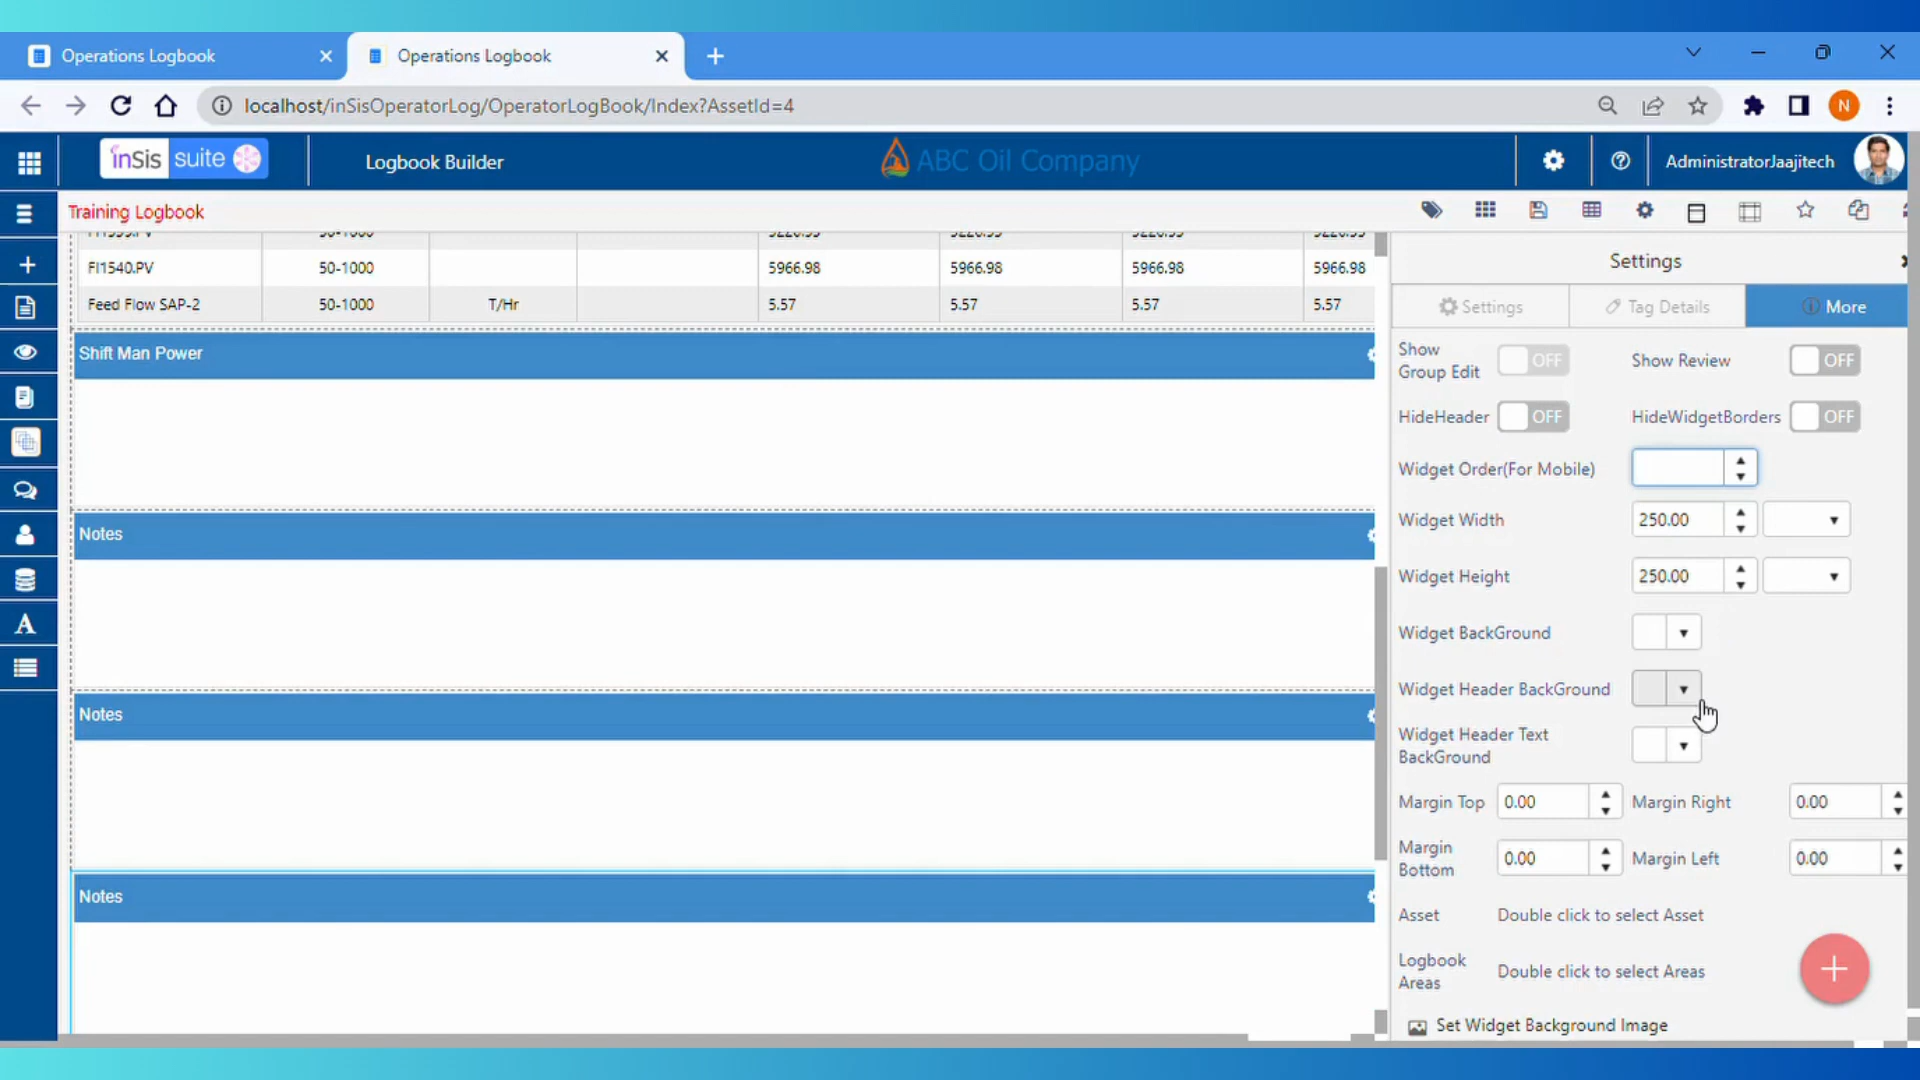 Operations Logbook
Operations Logbook
localhost/inSisOperatorLog/OperatorLogBook/Index?AssetId=4
N
inSis suite
Logbook Builder
ABC Oil Company
AdministratorJaajitech
Training Logbook
FI1540.PV 50-1000 5966.98 5966.98 5966.98 5966.98
Feed Flow SAP-2 50-1000 T/Hr 5.57 5.57 5.57 5.57
Shift Man Power
Notes
Notes
Notes
Settings
Settings Tag Details More
Show Group Edit OFF Show Review OFF
HideHeader OFF HideWidgetBorders OFF
Widget Order(For Mobile)
Widget Width 250.00
Widget Height 250.00
Widget BackGround
Widget Header BackGround
Widget Header Text
BackGround
Margin Top 0.00 Margin Right 0.00
Margin Bottom 0.00 Margin Left 0.00
Asset Double click to select Asset
Logbook Areas Double click to select Areas
Set Widget Background Image